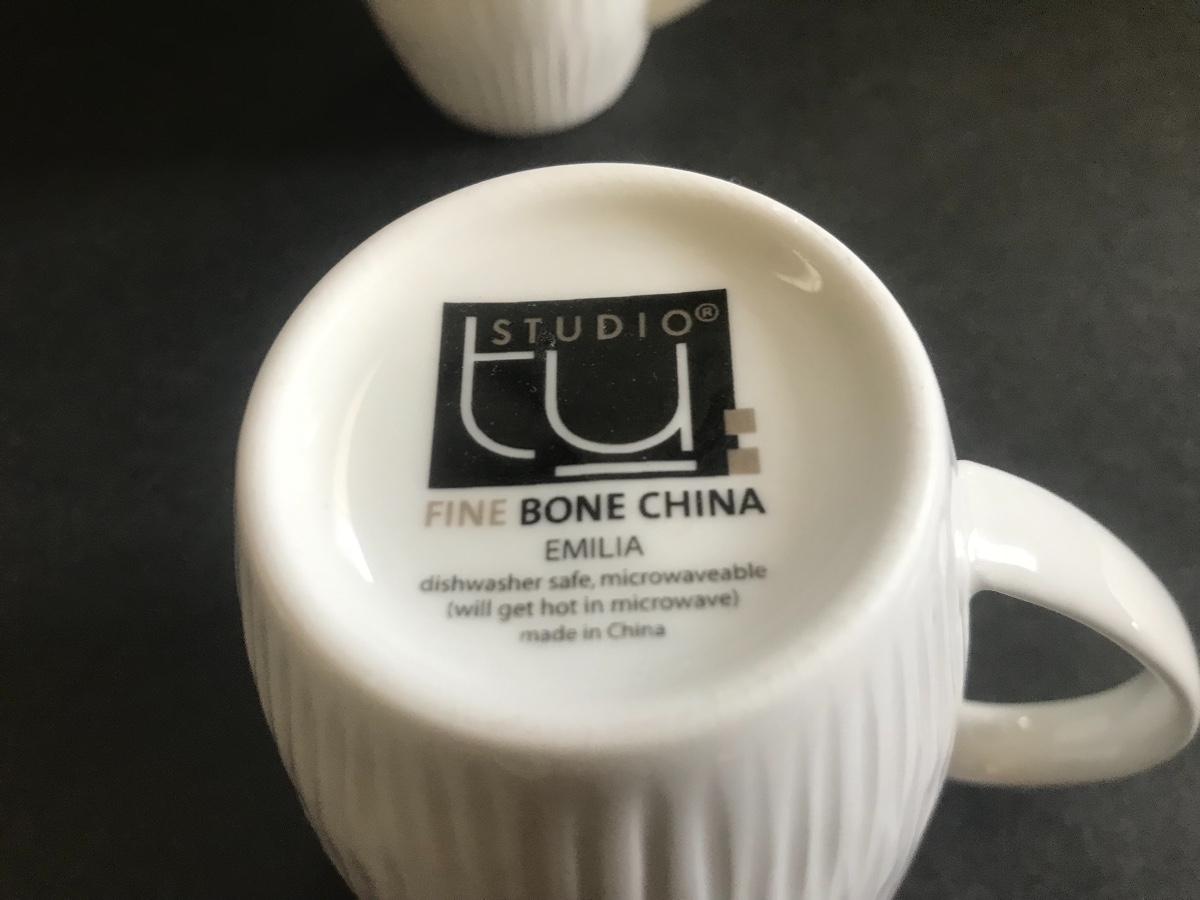 STUDIO®
tu
FINE BONE CHINA
EMILIA
dishwasher safe, microwaveable
(will get hot in microwave)
made in China